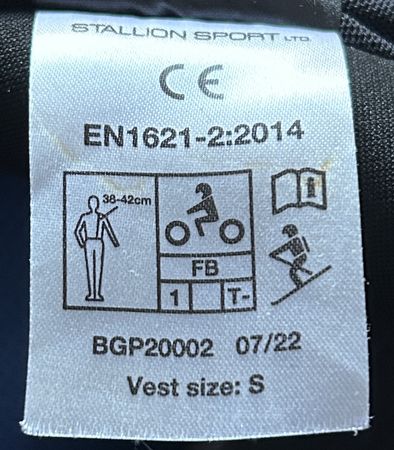 STALLION SPORT LTD.
CE
EN1621-2:2014
38-42cm
FB
1 T-
BGP20002 07/22
Vest size: S